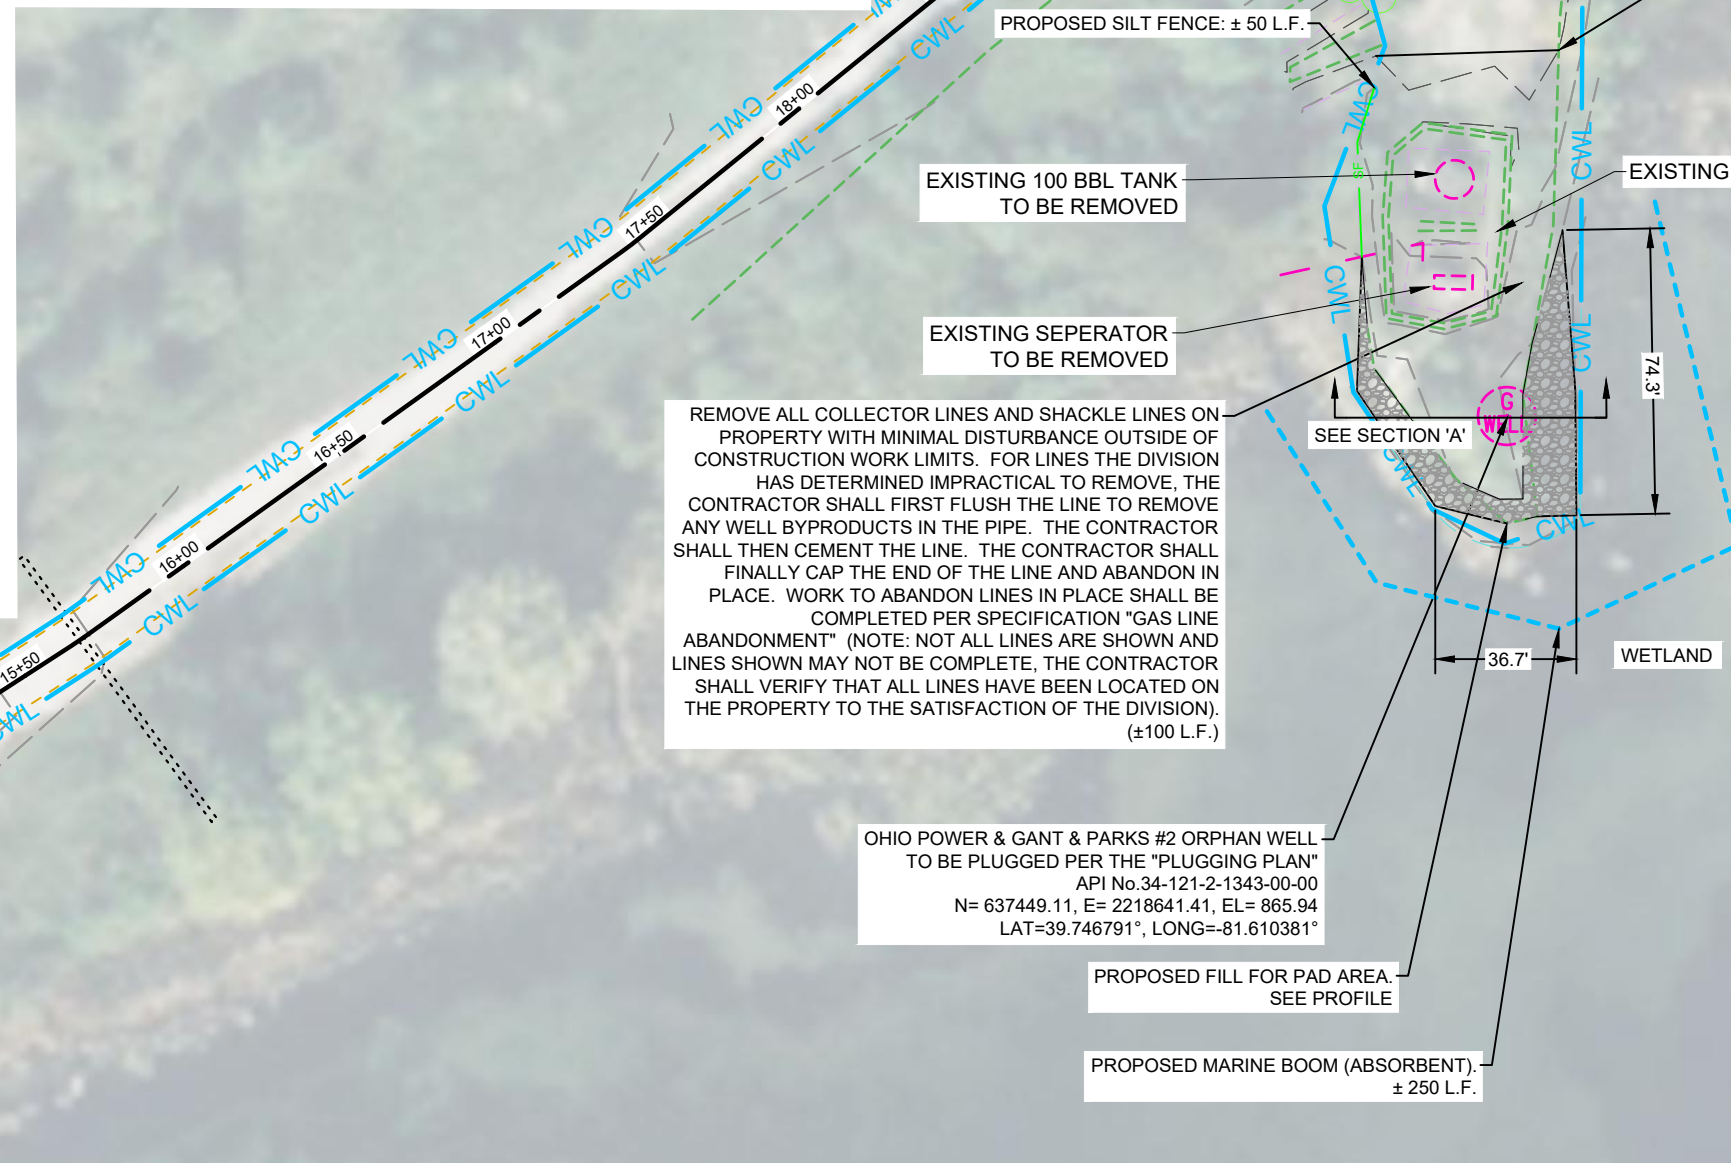 PROPOSED SILT FENCE: ± 50 L.F.
CWL
CWL
18+00
CWL
CWL
CWL
CWL
SF
EXISTING 100 BBL TANK
TO BE REMOVED
EXISTING
17+50
CWL
CWL
CWL
CWL
EXISTING SEPERATOR
TO BE REMOVED
17+00
CWL
CWL
CWL
74.3'
G
WELL
SEE SECTION 'A'
REMOVE ALL COLLECTOR LINES AND SHACKLE LINES ON
PROPERTY WITH MINIMAL DISTURBANCE OUTSIDE OF
CONSTRUCTION WORK LIMITS.  FOR LINES THE DIVISION
HAS DETERMINED IMPRACTICAL TO REMOVE, THE
CONTRACTOR SHALL FIRST FLUSH THE LINE TO REMOVE
ANY WELL BYPRODUCTS IN THE PIPE.  THE CONTRACTOR
SHALL THEN CEMENT THE LINE.  THE CONTRACTOR SHALL
FINALLY CAP THE END OF THE LINE AND ABANDON IN
PLACE.  WORK TO ABANDON LINES IN PLACE SHALL BE
COMPLETED PER SPECIFICATION "GAS LINE
ABANDONMENT"  (NOTE: NOT ALL LINES ARE SHOWN AND
LINES SHOWN MAY NOT BE COMPLETE, THE CONTRACTOR
SHALL VERIFY THAT ALL LINES HAVE BEEN LOCATED ON
THE PROPERTY TO THE SATISFACTION OF THE DIVISION).
(±100 L.F.)
16+50
CWL
CWL
CWL
CWL
16+00
CWL
CWL
15+50
CWL
36.7'
WETLAND
OHIO POWER & GANT & PARKS #2 ORPHAN WELL
TO BE PLUGGED PER THE "PLUGGING PLAN"
API No.34-121-2-1343-00-00
N= 637449.11, E= 2218641.41, EL= 865.94
LAT=39.746791°, LONG=-81.610381°
PROPOSED FILL FOR PAD AREA.
SEE PROFILE
PROPOSED MARINE BOOM (ABSORBENT).
± 250 L.F.